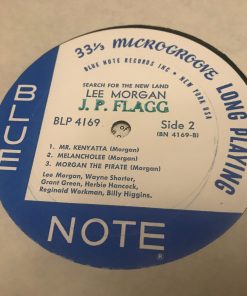 33⅓ MICROGROOVE LONG PLAYING
BLUE NOTE RECORDS INC • NEW YORK USA
SEARCH FOR THE NEW LAND
LEE MORGAN
J. P. FLAGG
BLP 4169 Side 2
(BN 4169-B)
1. MR. KENYATTA (Morgan)
2. MELANCHOLEE (Morgan)
3. MORGAN THE PIRATE (Morgan)
Lee Morgan, Wayne Shorter,
Grant Green, Herbie Hancock,
Reginald Workman, Billy Higgins.
BLUE
NOTE
®